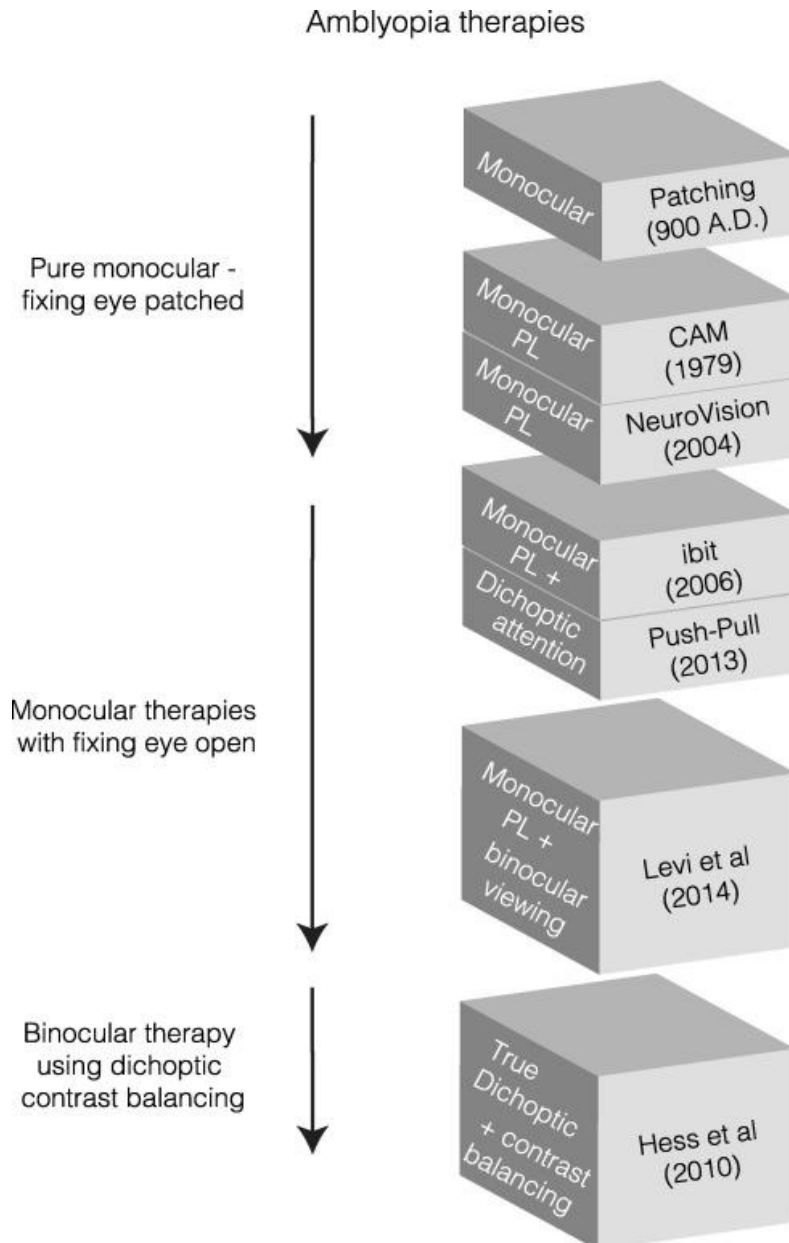 Amblyopia therapies
Monocular
Patching
(900 A.D.)
Pure monocular -
fixing eye patched
Monocular
PL
CAM
(1979)
Monocular
PL
NeuroVision
(2004)
Monocular
PL +
ibit
(2006)
Dichoptic
attention
Push-Pull
(2013)
Monocular therapies
with fixing eye open
Monocular
PL +
binocular
viewing
Levi et al
(2014)
Binocular therapy
using dichoptic
contrast balancing
True
Dichoptic
+ contrast
balancing
Hess et al
(2010)